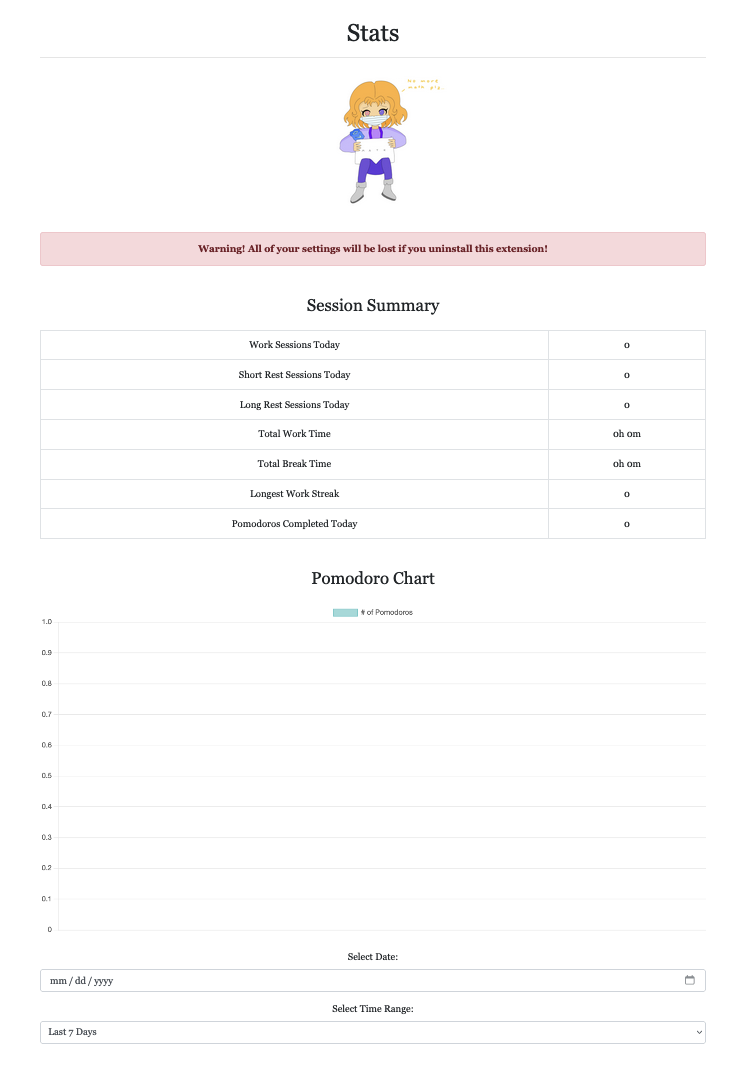 Stats
Warning! All of your settings will be lost if you uninstall this extension!
Session Summary
Work Sessions Today 0
Short Rest Sessions Today 0
Long Rest Sessions Today 0
Total Work Time 0h 0m
Total Break Time 0h 0m
Longest Work Streak 0
Pomodoros Completed Today 0
Pomodoro Chart
# of Pomodoros
1.0
0.9
0.8
0.7
0.6
0.5
0.4
0.3
0.2
0.1
0
Select Date:
mm / dd / yyyy
Select Time Range:
Last 7 Days